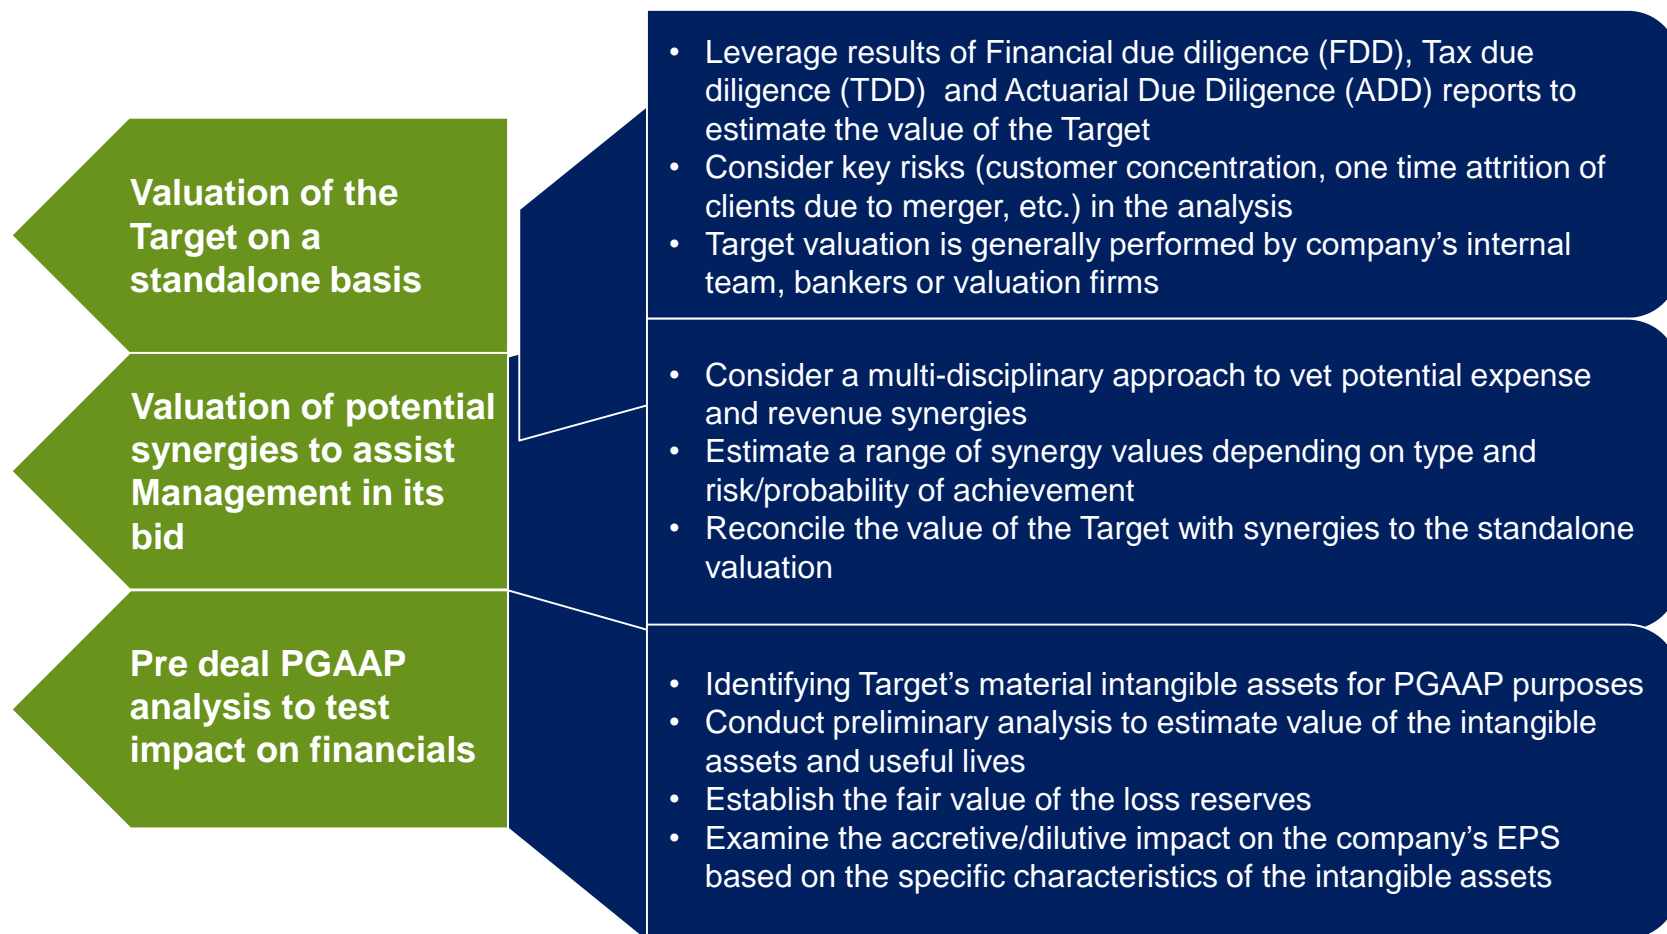 Valuation of the
Target on a
standalone basis
• Leverage results of Financial due diligence (FDD), Tax due
diligence (TDD)  and Actuarial Due Diligence (ADD) reports to
estimate the value of the Target
• Consider key risks (customer concentration, one time attrition of
clients due to merger, etc.) in the analysis
• Target valuation is generally performed by company’s internal
team, bankers or valuation firms
Valuation of potential
synergies to assist
Management in its
bid
• Consider a multi-disciplinary approach to vet potential expense
and revenue synergies
• Estimate a range of synergy values depending on type and
risk/probability of achievement
• Reconcile the value of the Target with synergies to the standalone
valuation
Pre deal PGAAP
analysis to test
impact on financials
• Identifying Target’s material intangible assets for PGAAP purposes
• Conduct preliminary analysis to estimate value of the intangible
assets and useful lives
• Establish the fair value of the loss reserves
• Examine the accretive/dilutive impact on the company’s EPS
based on the specific characteristics of the intangible assets